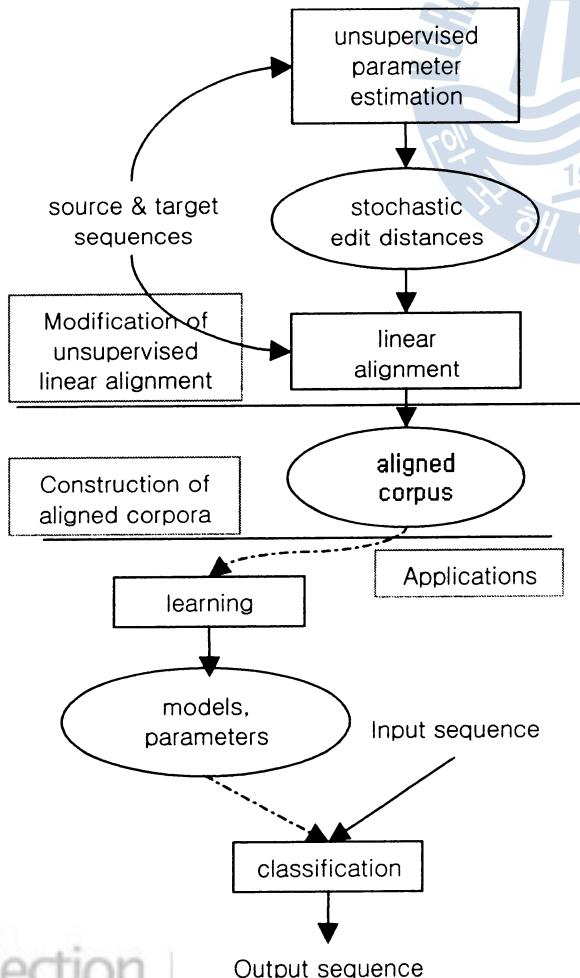 unsupervised
parameter
estimation
source & target
sequences
stochastic
edit distances
Modification of
unsupervised
linear alignment
linear
alignment
Construction of
aligned corpora
aligned
corpus
Applications
learning
models,
parameters
Input sequence
classification
Output sequence
ection